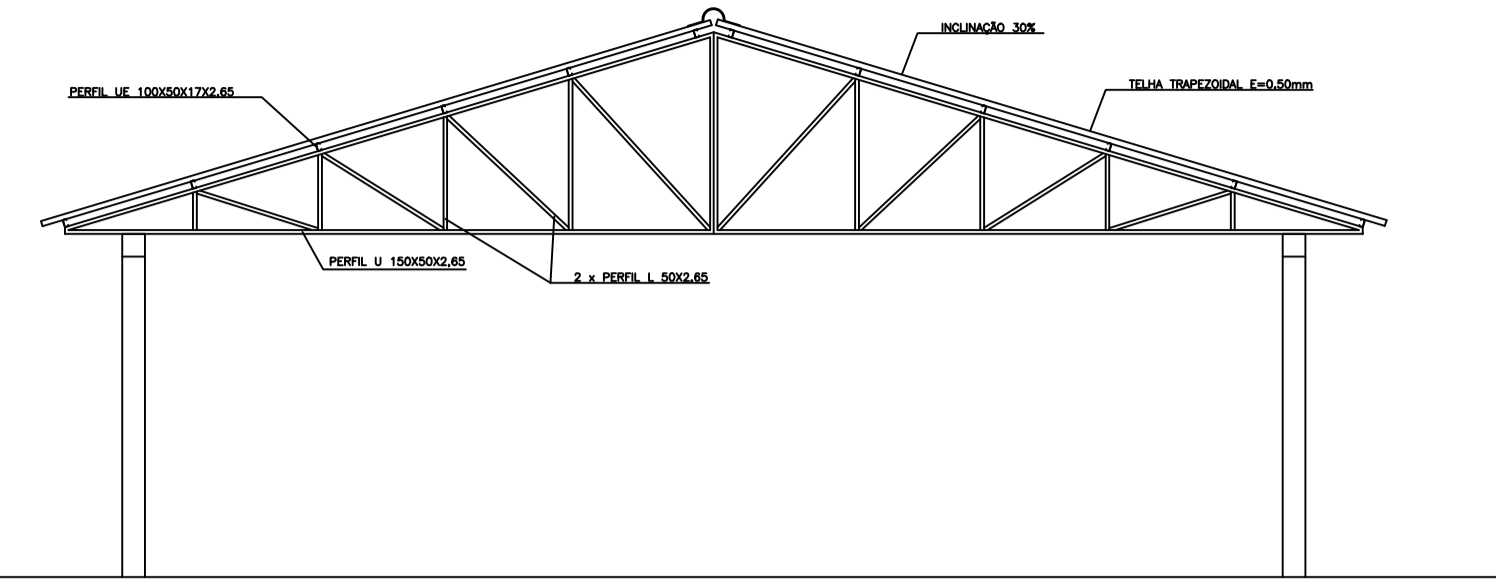 INCLINAÇÃO 30%
PERFIL UE 100X50X17X2,65
TELHA TRAPEZOIDAL E=0,50mm
PERFIL U 150X50X2,65
2 x PERFIL L 50X2,65